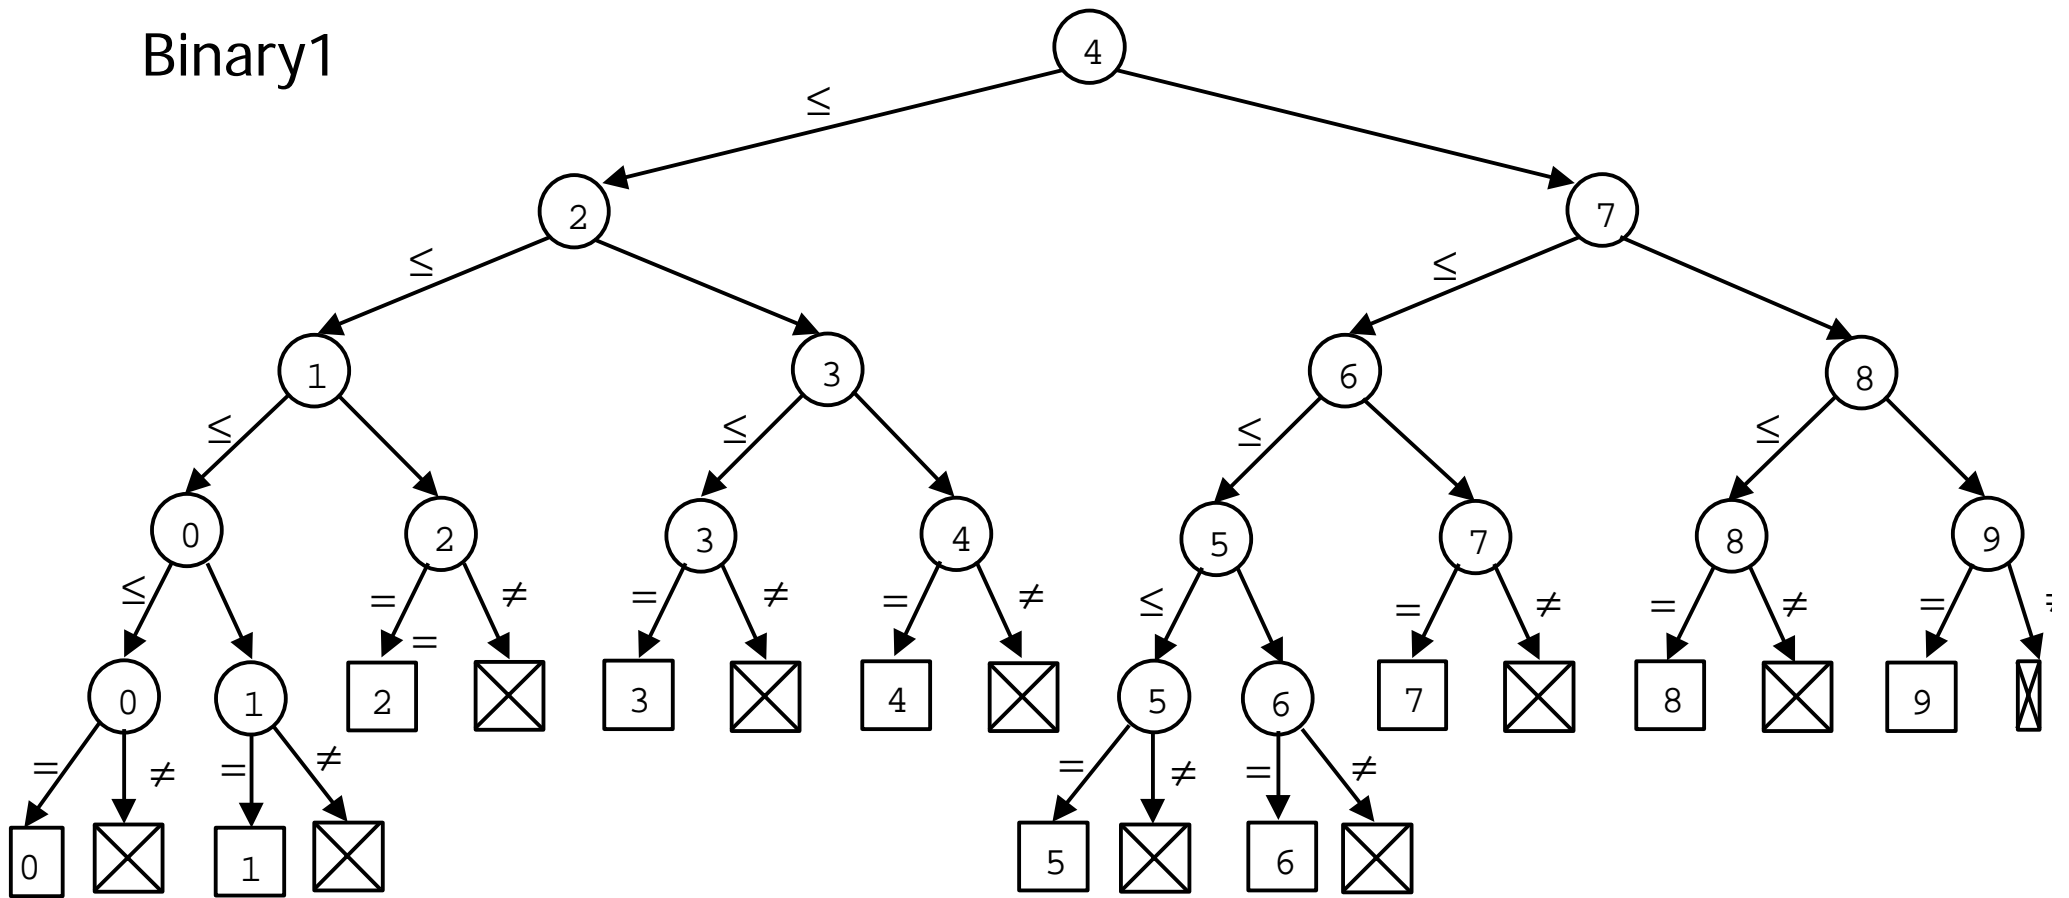 Binary1
4
≤
2 7
≤ ≤
1 3 6 8
≤ ≤ ≤ ≤
0 2 3 4 5 7 8 9
≤ = ≠ = ≠ = ≠ ≤ = ≠ = ≠ = ≠
=
0 1 2 3 4 5 6 7 8 9
= ≠ = ≠ = ≠ = ≠
0 1 5 6